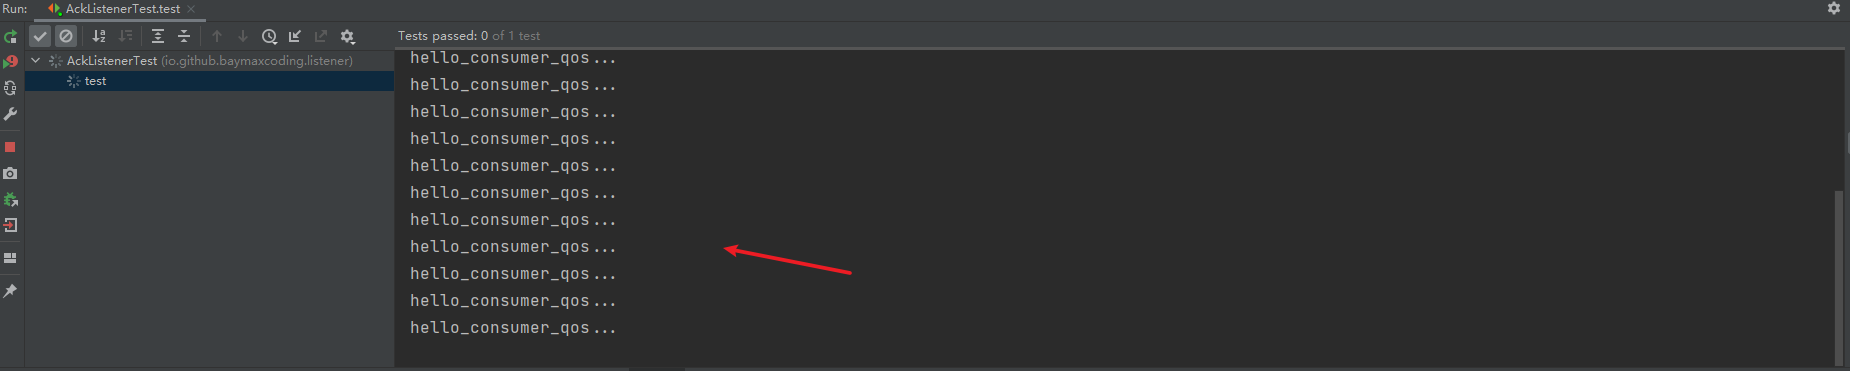 Run: AckListenerTest.test
Tests passed: 0 of 1 test
AckListenerTest (io.github.baymaxcoding.listener)
test
hello_consumer_qos...
hello_consumer_qos...
hello_consumer_qos...
hello_consumer_qos...
hello_consumer_qos...
hello_consumer_qos...
hello_consumer_qos...
hello_consumer_qos...
hello_consumer_qos...
hello_consumer_qos...
hello_consumer_qos...